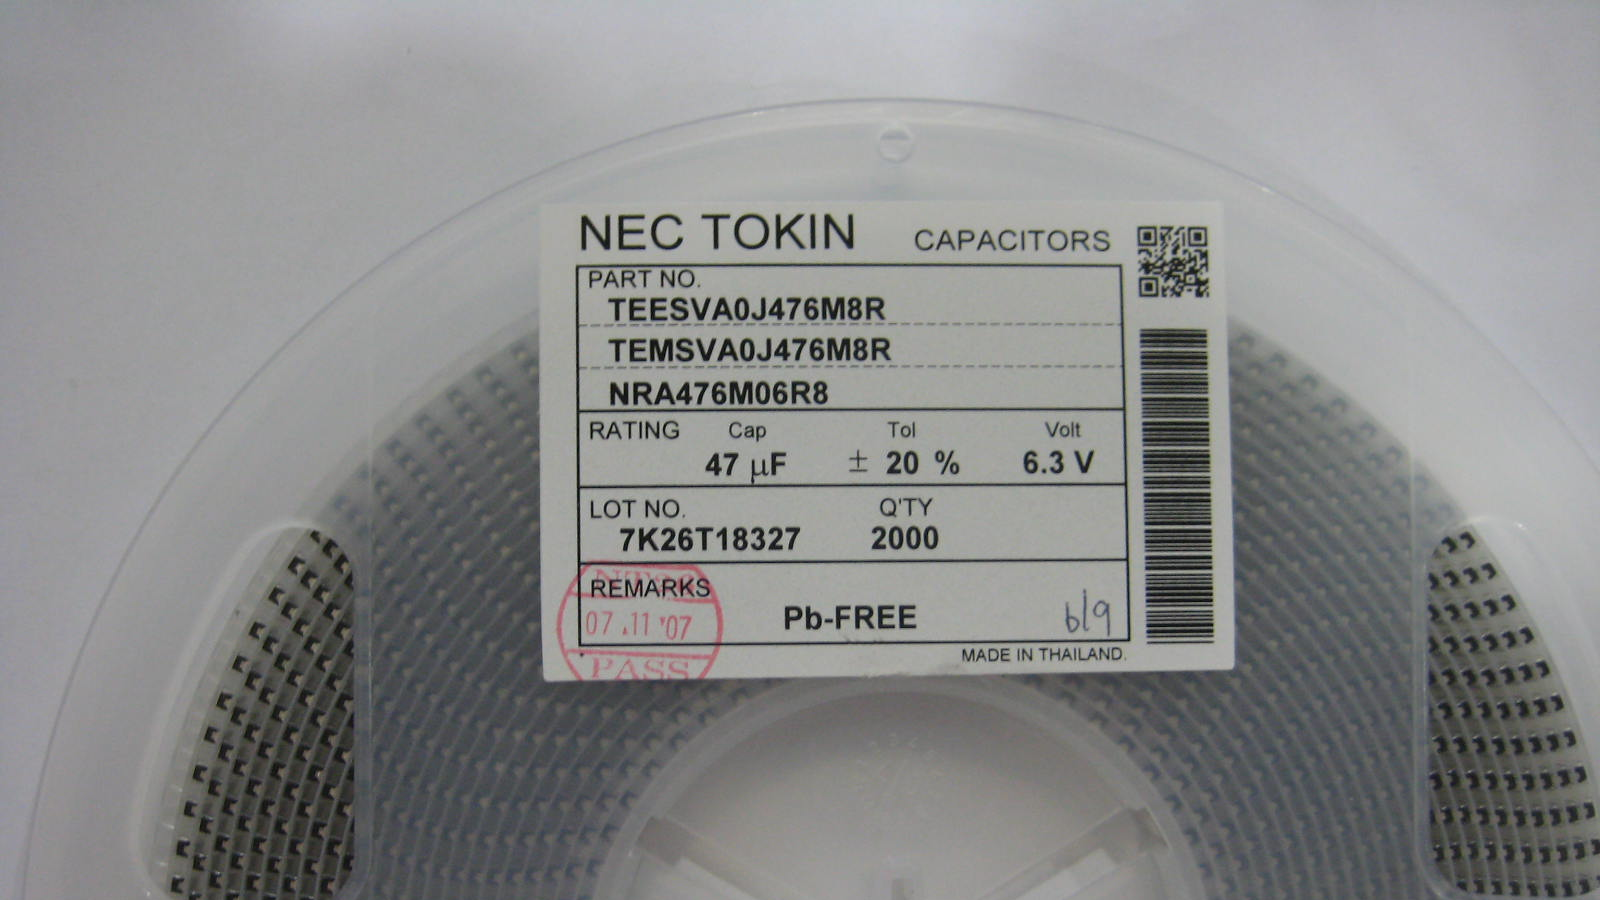 NEC TOKIN CAPACITORS
PART NO.
TEESVA0J476M8R
TEMSVA0J476M8R
NRA476M06R8
RATING Cap Tol Volt
47 µF ± 20 % 6.3 V
LOT NO. Q'TY
7K26T18327 2000
REMARKS
07.11'07
Pb-FREE 6/9
PASS
MADE IN THAILAND.